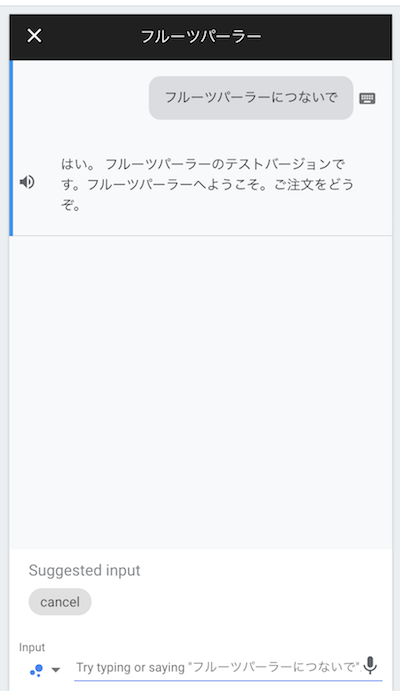 フルーツパーラー
フルーツパーラーにつないで
はい。 フルーツパーラーのテストバージョンで
す。フルーツパーラーへようこそ。ご注文をどう
ぞ。
Suggested input
cancel
Input
Try typing or saying "フルーツパーラーにつないで".